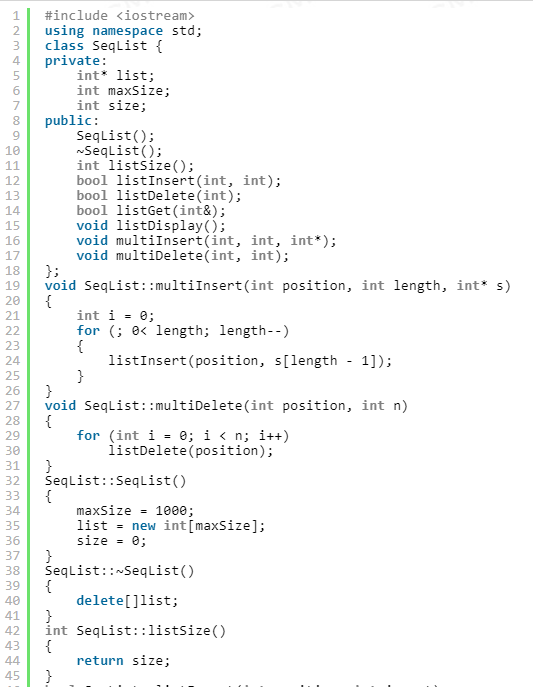 1 #include <iostream>
2 using namespace std;
3 class SeqList {
4 private:
5     int* list;
6     int maxSize;
7     int size;
8 public:
9     SeqList();
10     ~SeqList();
11     int listSize();
12     bool listInsert(int, int);
13     bool listDelete(int);
14     bool listGet(int&);
15     void listDisplay();
16     void multiInsert(int, int, int*);
17     void multiDelete(int, int);
18 };
19 void SeqList::multiInsert(int position, int length, int* s)
20 {
21     int i = 0;
22     for (; 0< length; length--)
23     {
24         listInsert(position, s[length - 1]);
25     }
26 }
27 void SeqList::multiDelete(int position, int n)
28 {
29     for (int i = 0; i < n; i++)
30         listDelete(position);
31 }
32 SeqList::SeqList()
33 {
34     maxSize = 1000;
35     list = new int[maxSize];
36     size = 0;
37 }
38 SeqList::~SeqList()
39 {
40     delete[]list;
41 }
42 int SeqList::listSize()
43 {
44     return size;
45 }